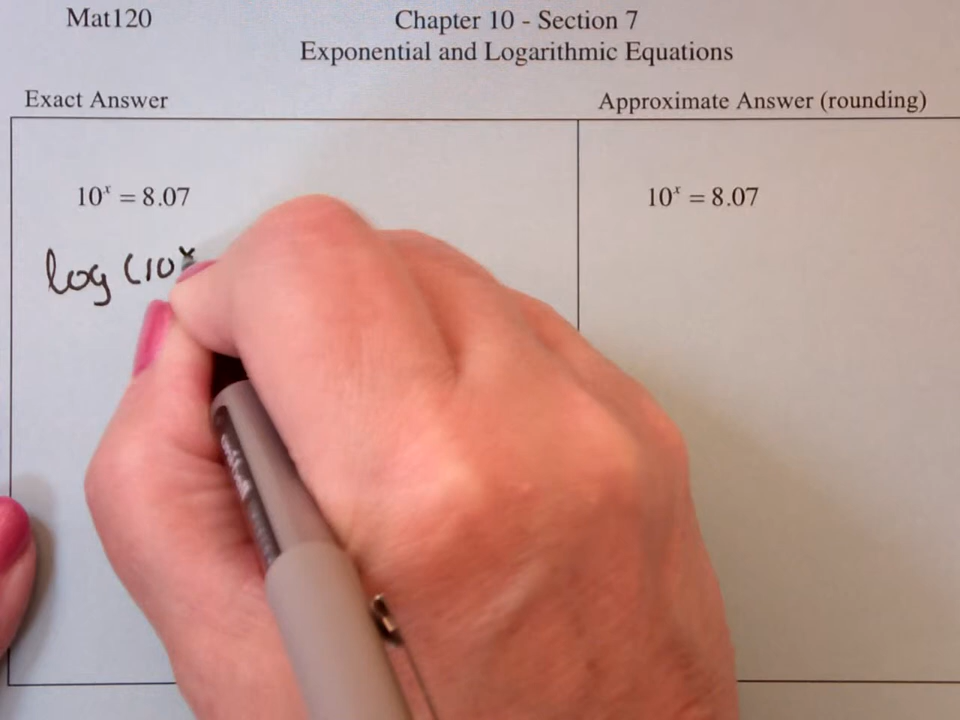 Mat120
Chapter 10 - Section 7
Exponential and Logarithmic Equations
Exact Answer
Approximate Answer (rounding)
10ˣ = 8.07
10ˣ = 8.07
log (10ˣ